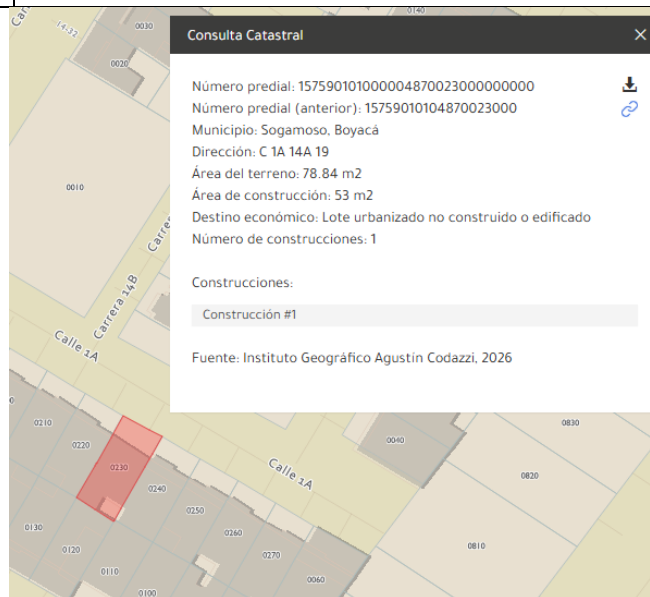 0140
14-32
0030
0020
Consulta Catastral
Número predial: 157590101000004870023000000000
Número predial (anterior): 15759010104870023000
Municipio: Sogamoso, Boyacá
Dirección: C 1A 14A 19
Área del terreno: 78.84 m2
Área de construcción: 53 m2
Destino económico: Lote urbanizado no construido o edificado
Número de construcciones: 1
Construcciones:
Construcción #1
Fuente: Instituto Geográfico Agustín Codazzi, 2026
0010
Carrera 14B
Calle 1A
0210
0220
0230
0240
0250
0260
0270
0060
0130
0120
0110
0100
Calle 1A
0040
0830
0820
0810